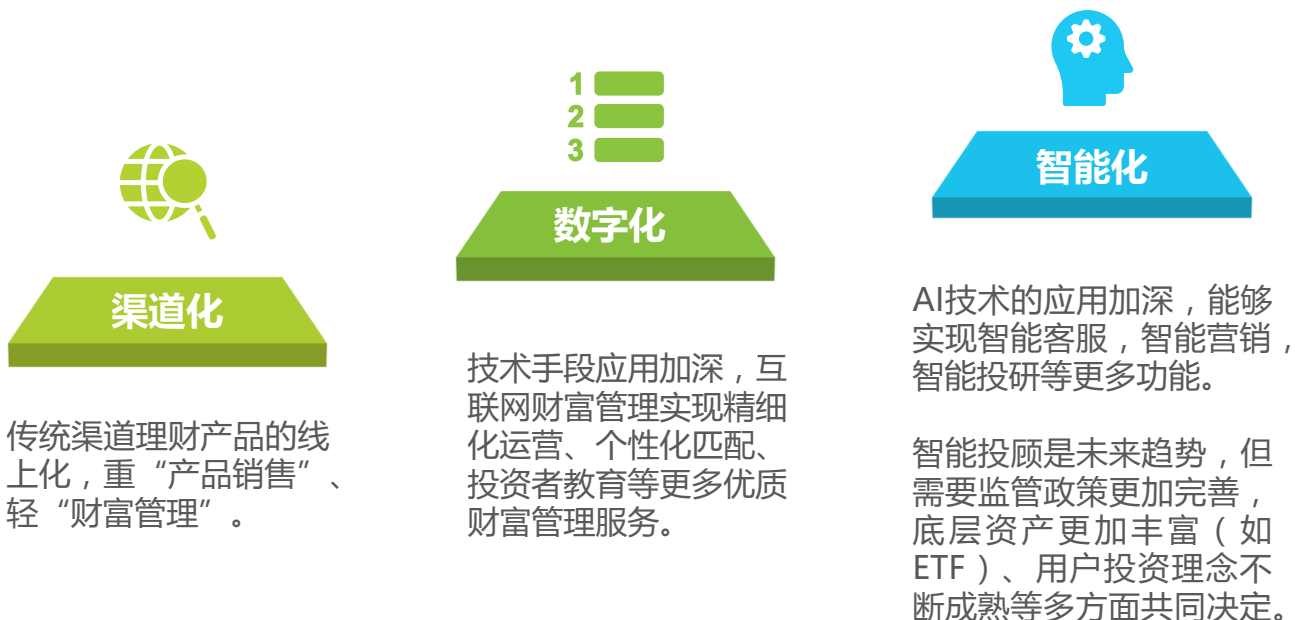 渠道化
传统渠道理财产品的线
上化，重“产品销售”、
轻“财富管理”。
1
2
3
数字化
技术手段应用加深，互
联网财富管理实现精细
化运营、个性化匹配、
投资者教育等更多优质
财富管理服务。
智能化
AI技术的应用加深，能够
实现智能客服，智能营销，
智能投研等更多功能。
智能投顾是未来趋势，但
需要监管政策更加完善，
底层资产更加丰富（如
ETF）、用户投资理念不
断成熟等多方面共同决定。